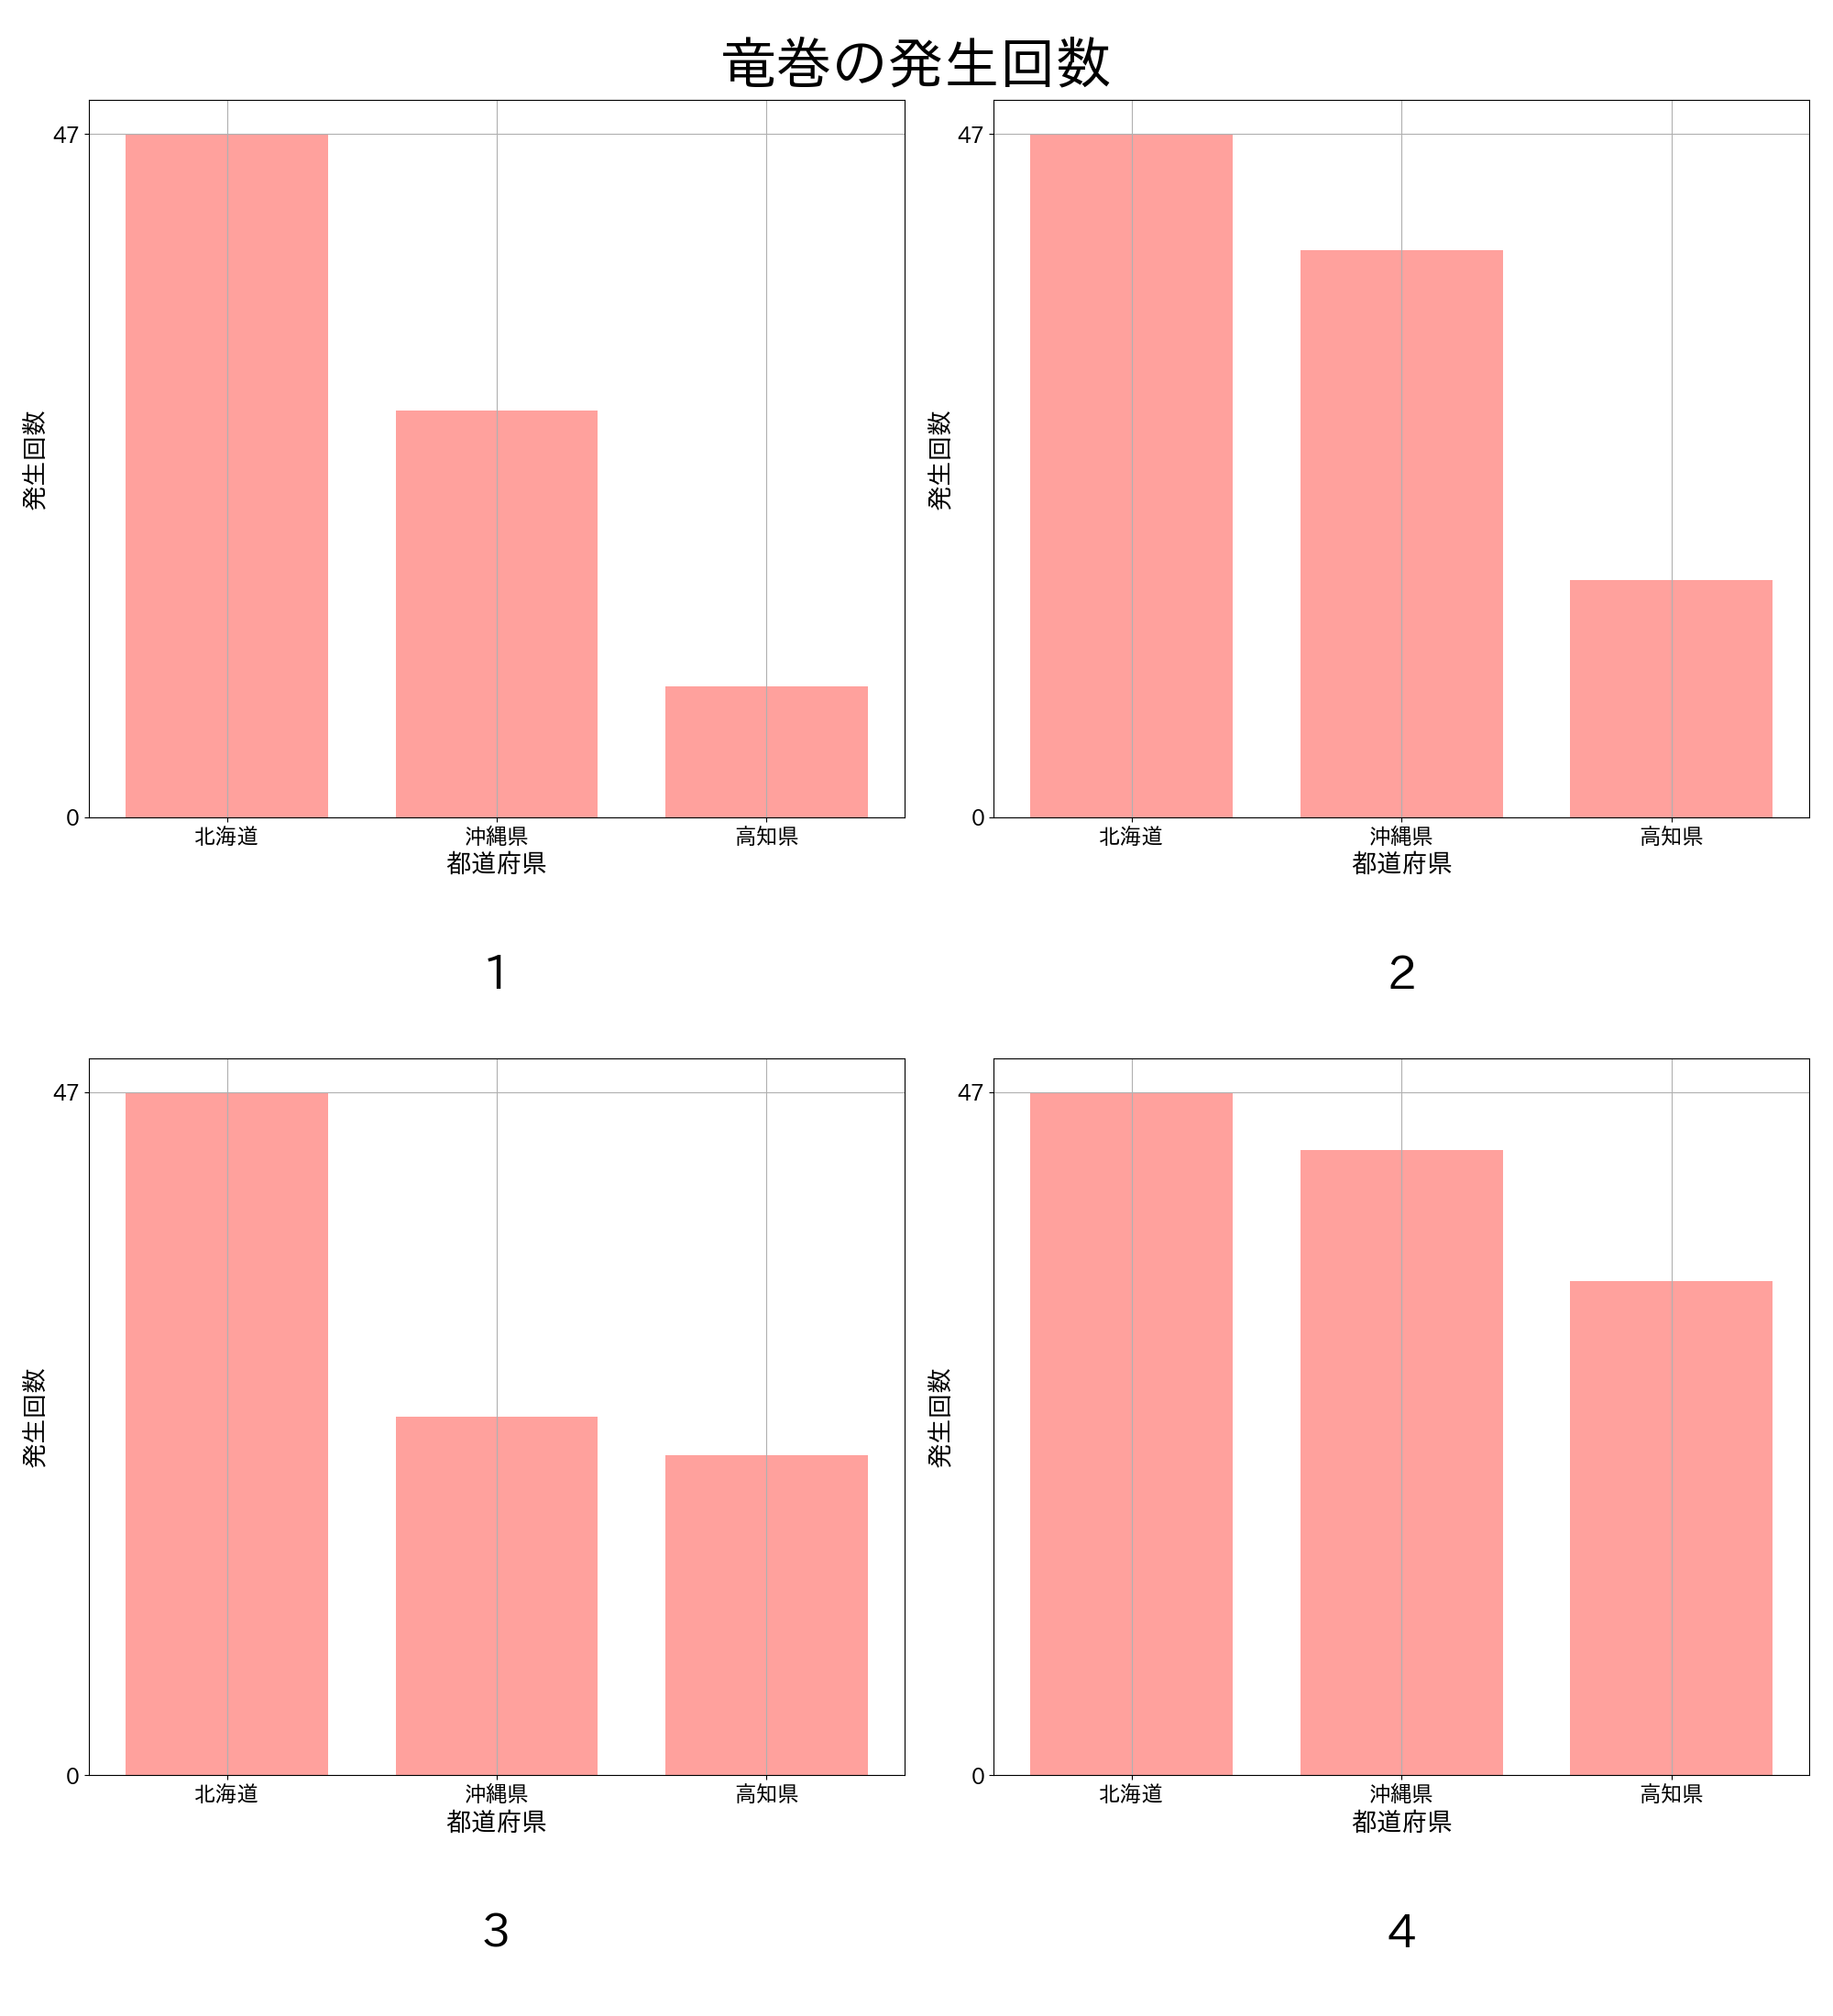 竜巻の発生回数
47
0
発生回数
北海道 沖縄県 高知県
都道府県
1
47
0
発生回数
北海道 沖縄県 高知県
都道府県
2
47
0
発生回数
北海道 沖縄県 高知県
都道府県
3
47
0
発生回数
北海道 沖縄県 高知県
都道府県
4